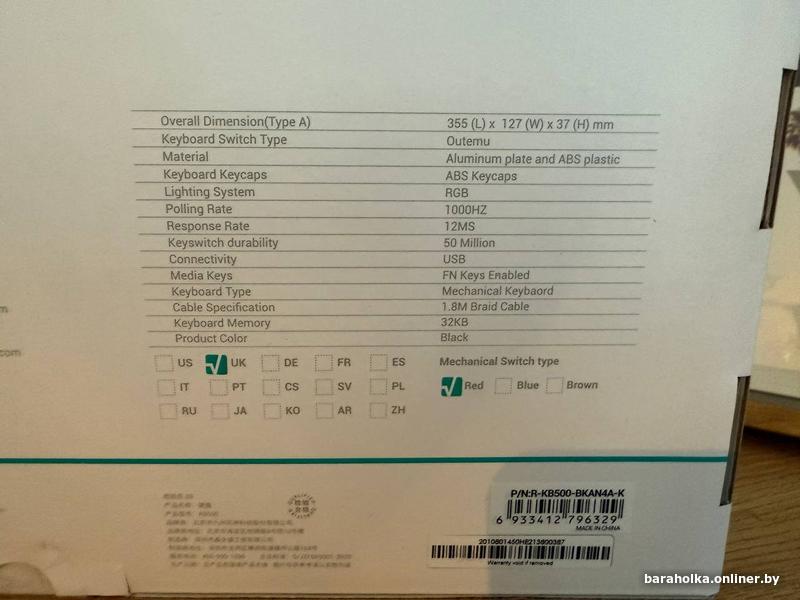 Overall Dimension(Type A) 355 (L) x 127 (W) x 37 (H) mm
Keyboard Switch Type Outemu
Material Aluminum plate and ABS plastic
Keyboard Keycaps ABS Keycaps
Lighting System RGB
Polling Rate 1000HZ
Response Rate 12MS
Keyswitch durability 50 Million
Connectivity USB
Media Keys FN Keys Enabled
Keyboard Type Mechanical Keybaord
Cable Specification 1.8M Braid Cable
Keyboard Memory 32KB
Product Color Black
US UK DE FR ES Mechanical Switch type
IT PT CS SV PL Red Blue Brown
RU JA KO AR ZH
P/N:R-KB500-BKAN4A-K
6 933412 796329
MADE IN CHINA
2010801450HE213800387
Warranty void if removed
baraholka.onliner.by